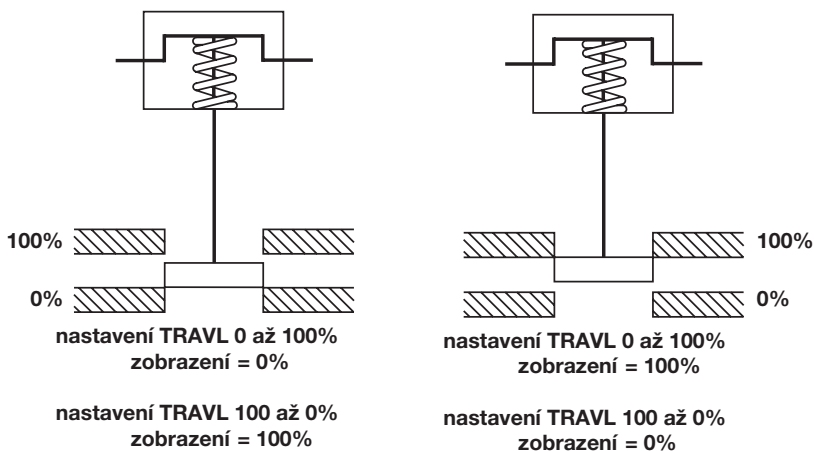 100%
0%
nastavení TRAVL 0 až 100%
zobrazení = 0%
nastavení TRAVL 100 až 0%
zobrazení = 100%
100%
0%
nastavení TRAVL 0 až 100%
zobrazení = 100%
nastavení TRAVL 100 až 0%
zobrazení = 0%